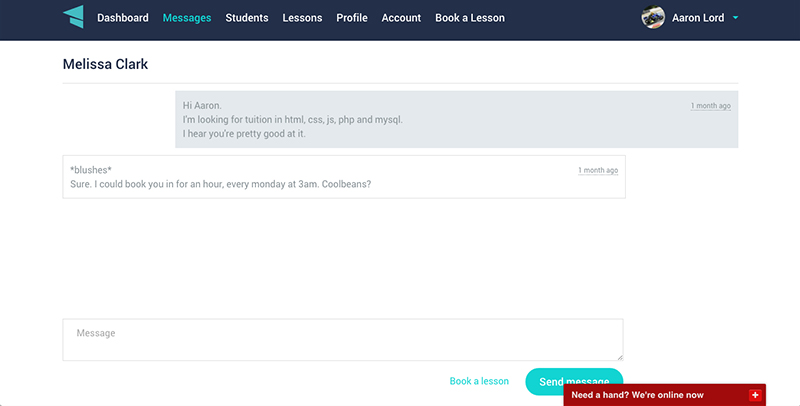 Dashboard Messages Students Lessons Profile Account Book a Lesson Aaron Lord
Melissa Clark
Hi Aaron. 1 month ago
I'm looking for tuition in html, css, js, php and mysql.
I hear you're pretty good at it.
*blushes* 1 month ago
Sure. I could book you in for an hour, every monday at 3am. Coolbeans?
Message
Book a lesson Send message
Need a hand? We're online now